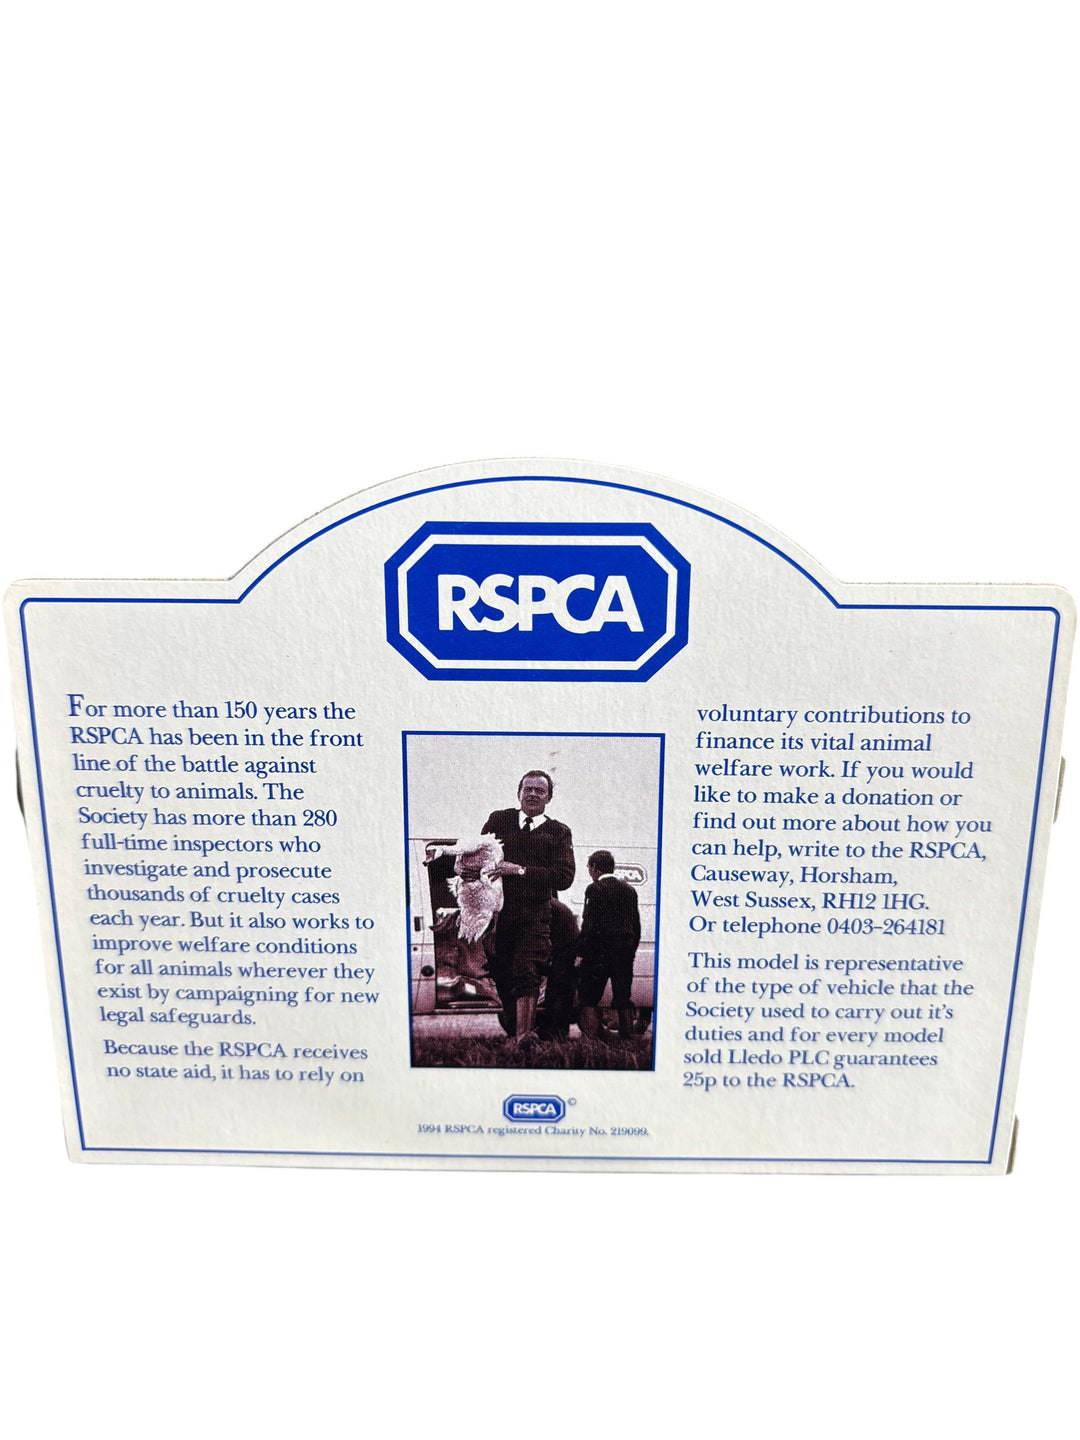 RSPCA
For more than 150 years the
RSPCA has been in the front
line of the battle against
cruelty to animals. The
Society has more than 280
full-time inspectors who
investigate and prosecute
thousands of cruelty cases
each year. But it also works to
improve welfare conditions
for all animals wherever they
exist by campaigning for new
legal safeguards.
Because the RSPCA receives
no state aid, it has to rely on
RSPCA
voluntary contributions to
finance its vital animal
welfare work. If you would
like to make a donation or
find out more about how you
can help, write to the RSPCA,
Causeway, Horsham,
West Sussex, RH12 1HG.
Or telephone 0403-264181
This model is representative
of the type of vehicle that the
Society used to carry out it's
duties and for every model
sold Lledo PLC guarantees
25p to the RSPCA.
RSPCA ©
1994 RSPCA registered Charity No. 219099.